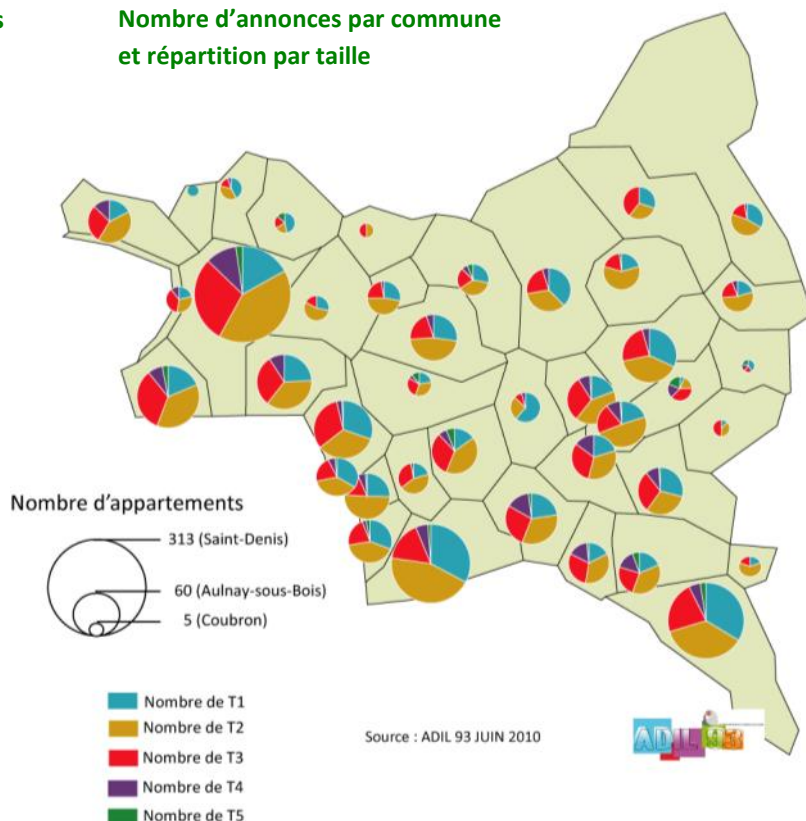 s
Nombre d’annonces par commune
et répartition par taille
Nombre d’appartements
313 (Saint-Denis)
60 (Aulnay-sous-Bois)
5 (Coubron)
Nombre de T1
Nombre de T2
Nombre de T3
Nombre de T4
Nombre de T5
Source : ADIL 93 JUIN 2010
ADIL 93